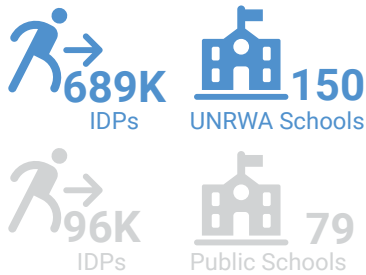 689K
IDPs
150
UNRWA Schools
96K
IDPs
79
Public Schools